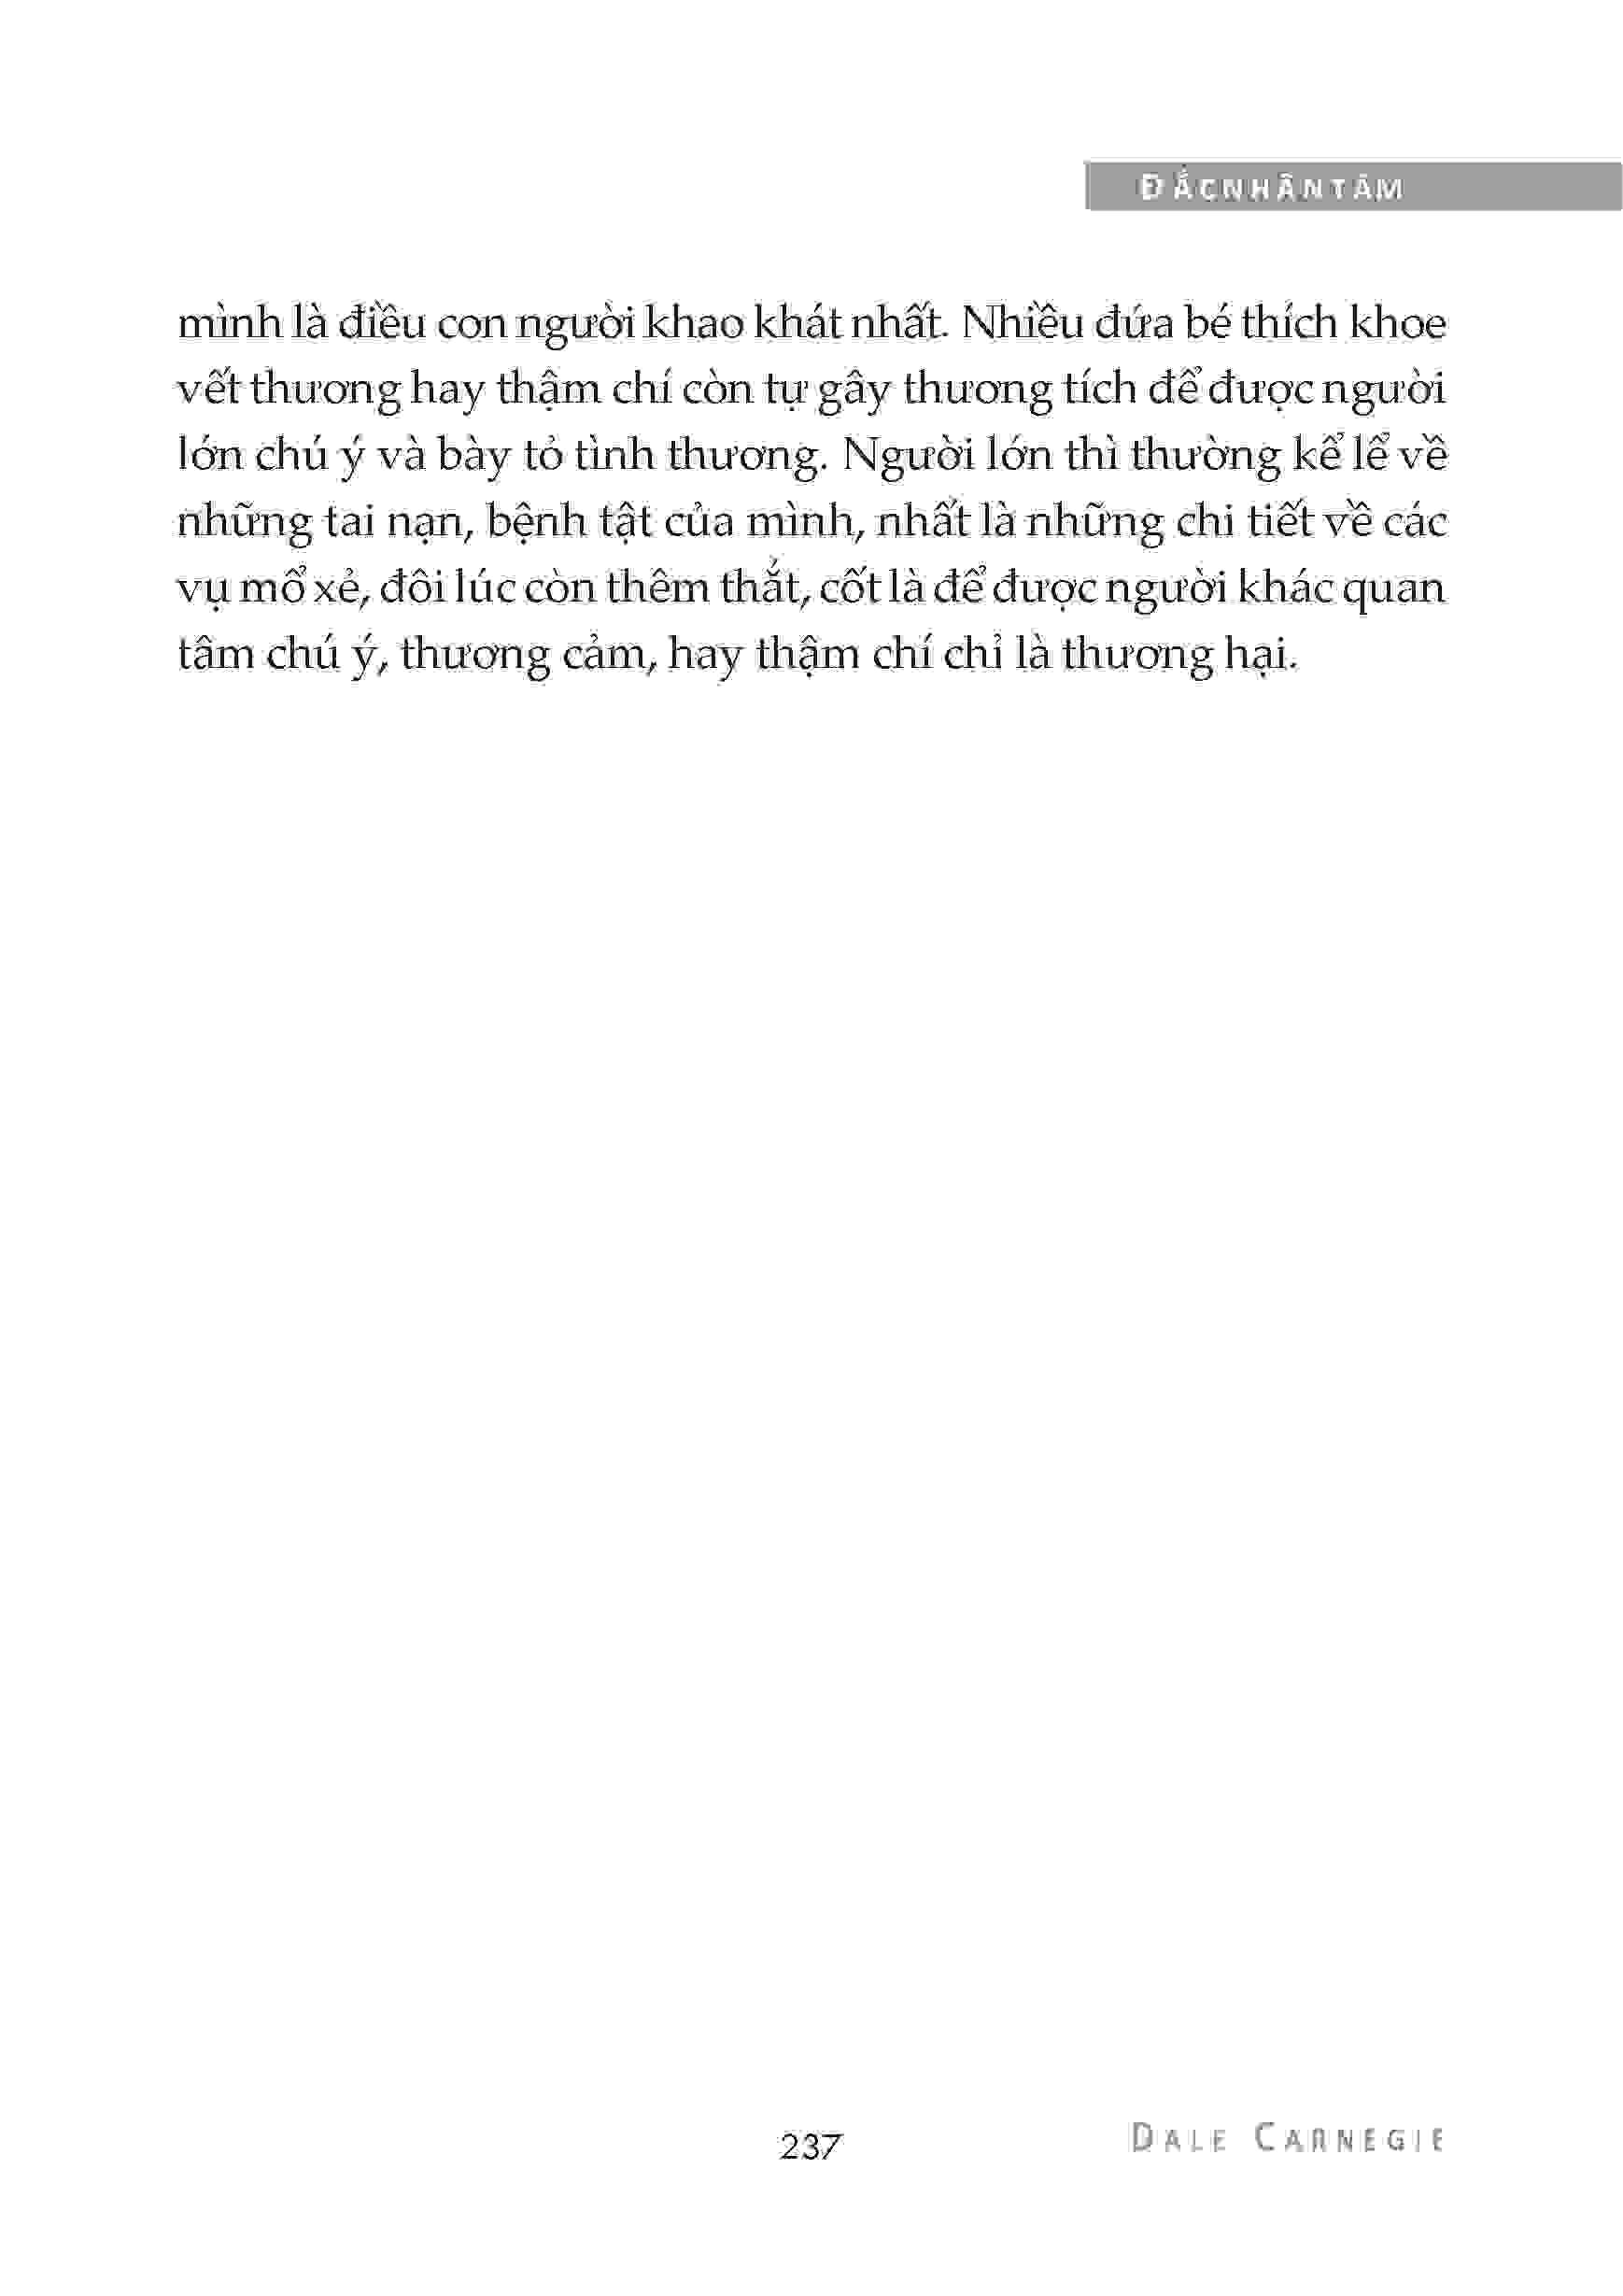 ĐẮCNHÂNTÂM
mình là điều con người khao khát nhất. Nhiều đứa bé thích khoe
vết thương hay thậm chí còn tự gây thương tích để được người
lớn chú ý và bày tỏ tình thương. Người lớn thì thường kể lể về
những tai nạn, bệnh tật của mình, nhất là những chi tiết về các
vụ mổ xẻ, đôi lúc còn thêm thắt, cốt là để được người khác quan
tâm chú ý, thương cảm, hay thậm chí chỉ là thương hại.
237
DALE CARNEGIE